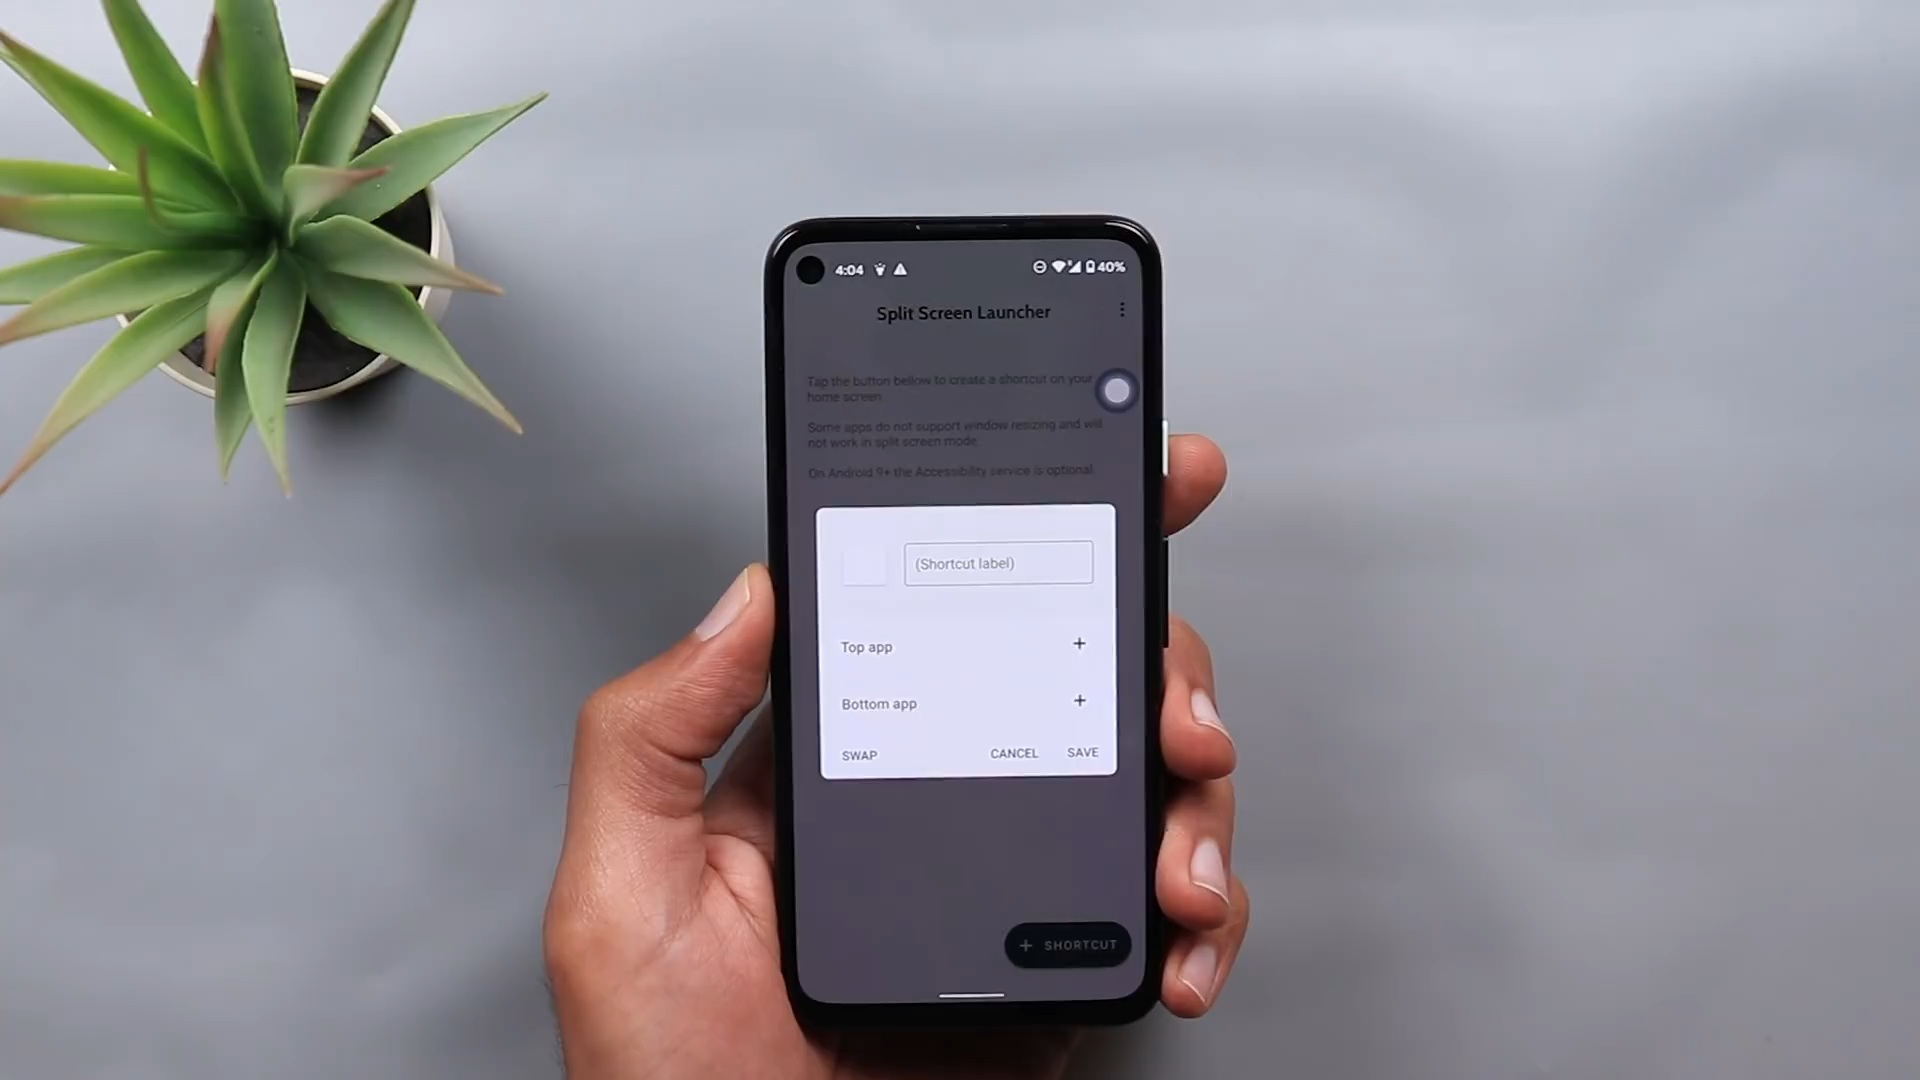 4:04
40%
Split Screen Launcher
Tap the button bellow to create a shortcut on your
home screen
Some apps do not support window resizing and will
not work in split screen mode.
On Android 9+ the Accessibility service is optional
(Shortcut label)
Top app +
Bottom app +
SWAP CANCEL SAVE
+ SHORTCUT